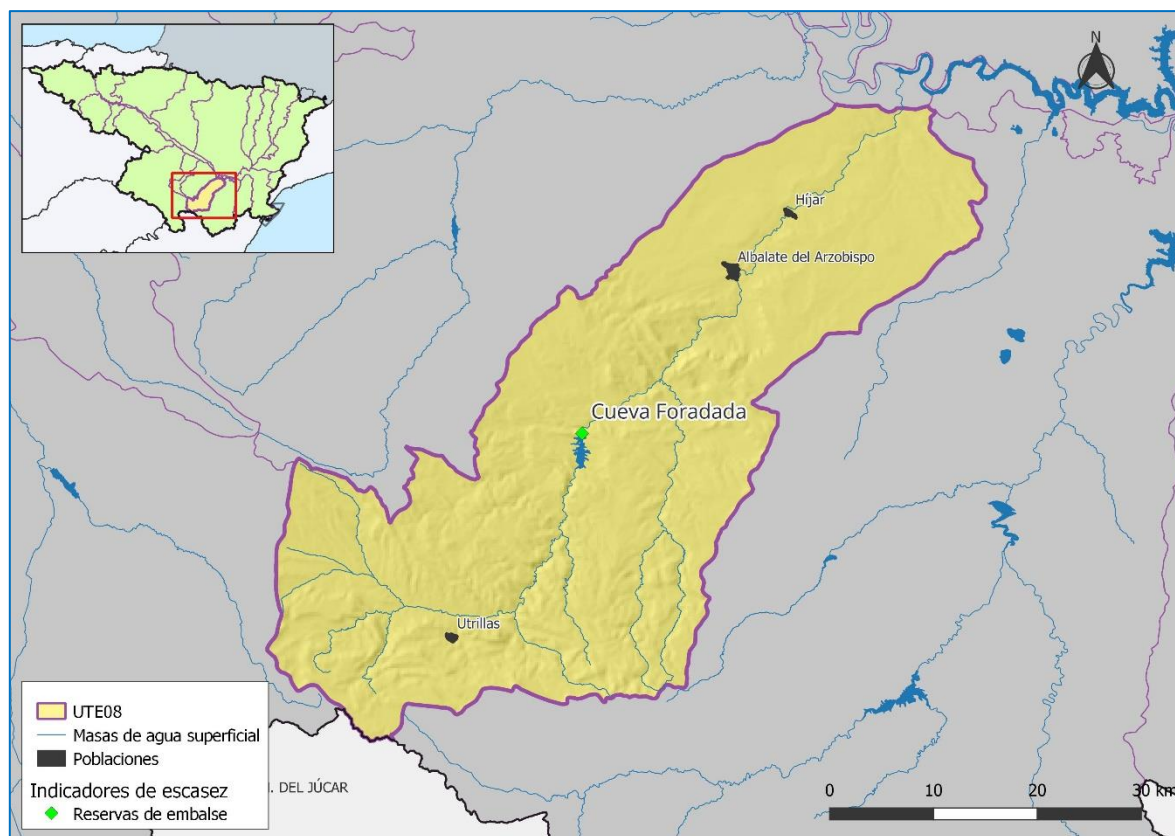 N
Híjar
Albalate del Arzobispo
Cueva Foradada
Utrillas
UTE08
Masas de agua superficial
Poblaciones
Indicadores de escasez
Reservas de embalse
. DEL JÚCAR
0 10 20 30 km